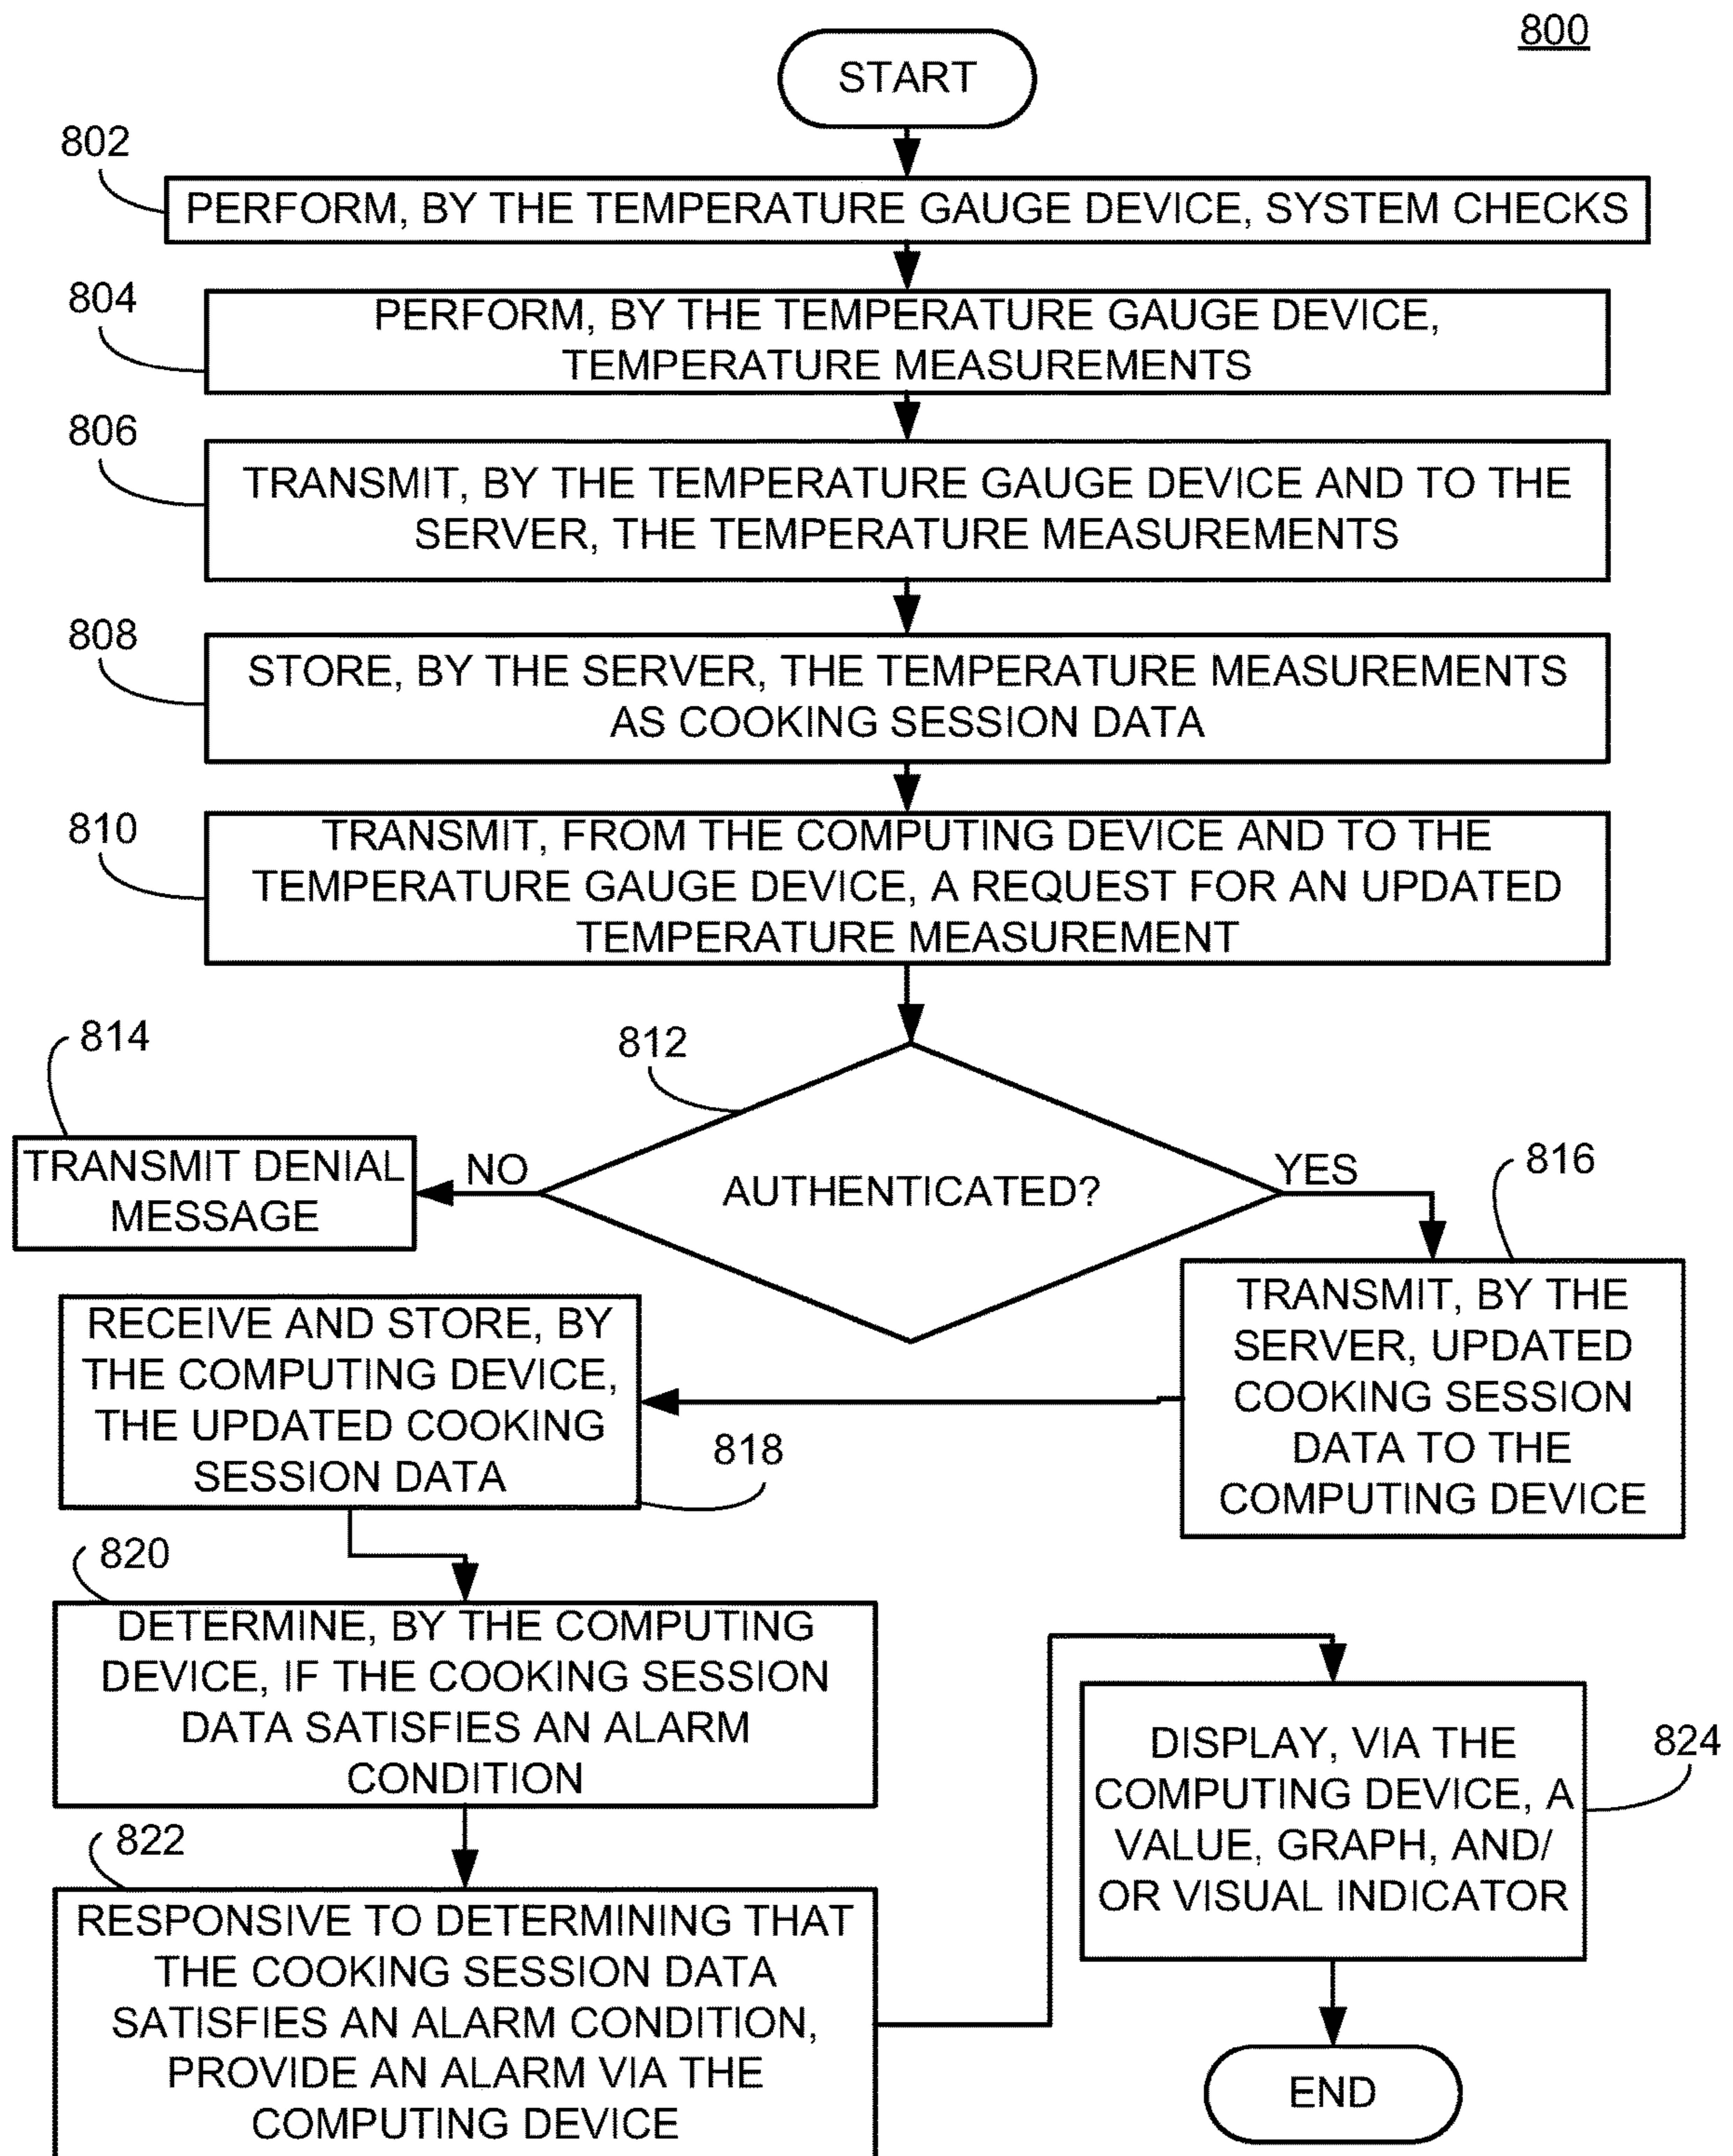 800
START
802
PERFORM, BY THE TEMPERATURE GAUGE DEVICE, SYSTEM CHECKS
804
PERFORM, BY THE TEMPERATURE GAUGE DEVICE,
TEMPERATURE MEASUREMENTS
806
TRANSMIT, BY THE TEMPERATURE GAUGE DEVICE AND TO THE
SERVER, THE TEMPERATURE MEASUREMENTS
808
STORE, BY THE SERVER, THE TEMPERATURE MEASUREMENTS
AS COOKING SESSION DATA
810
TRANSMIT, FROM THE COMPUTING DEVICE AND TO THE
TEMPERATURE GAUGE DEVICE, A REQUEST FOR AN UPDATED
TEMPERATURE MEASUREMENT
812
AUTHENTICATED?
NO
814
TRANSMIT DENIAL
MESSAGE
YES
816
TRANSMIT, BY THE
SERVER, UPDATED
COOKING SESSION
DATA TO THE
COMPUTING DEVICE
RECEIVE AND STORE, BY
THE COMPUTING DEVICE,
THE UPDATED COOKING
SESSION DATA
818
820
DETERMINE, BY THE COMPUTING
DEVICE, IF THE COOKING SESSION
DATA SATISFIES AN ALARM
CONDITION
822
RESPONSIVE TO DETERMINING THAT
THE COOKING SESSION DATA
SATISFIES AN ALARM CONDITION,
PROVIDE AN ALARM VIA THE
COMPUTING DEVICE
DISPLAY, VIA THE
COMPUTING DEVICE, A
VALUE, GRAPH, AND/
OR VISUAL INDICATOR
824
END